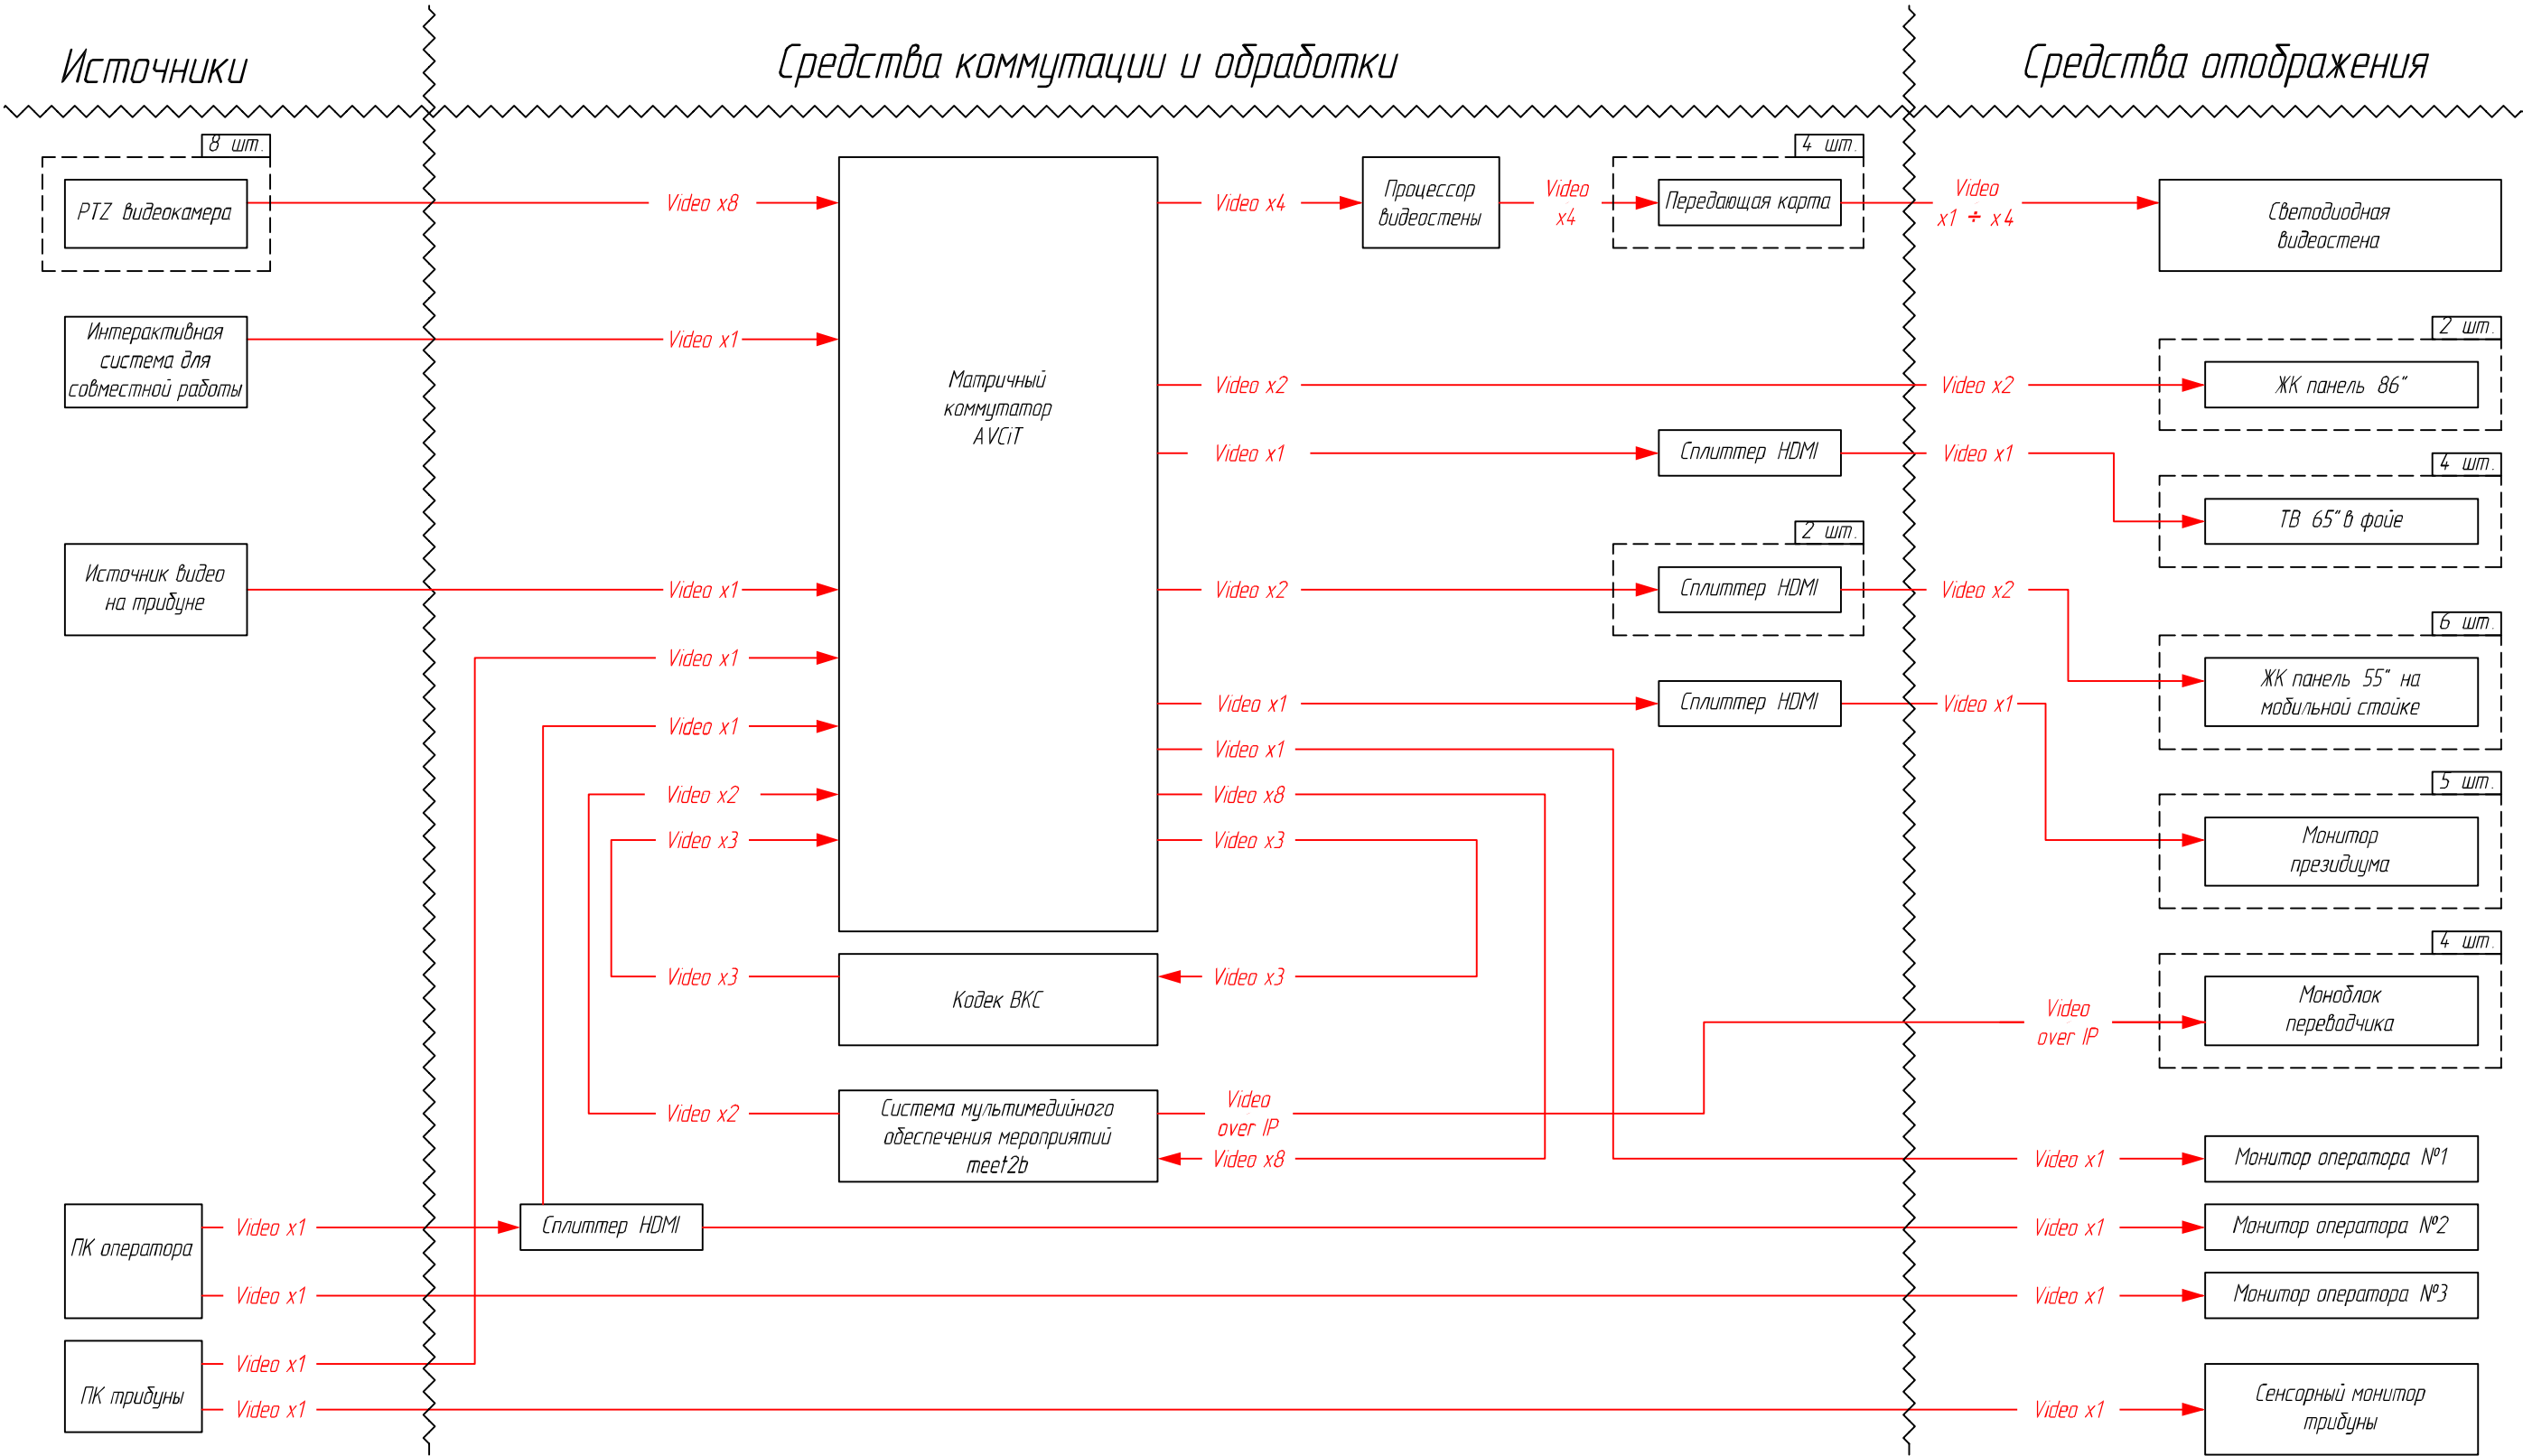 Источники
Средства коммутации и обработки
Средства отображения
8 шт.
PTZ видеокамера
Video x8
Video x4
Процессор
видеостены
Video
x4
4 шт.
Передающая карта
Video
x1 ÷ x4
Светодиодная
видеостена
Интерактивная
система для
совместной работы
Video x1
Матричный
коммутатор
AVCiT
Video x2
Video x2
2 шт.
ЖК панель 86"
Video x1
Сплиттер HDMI
Video x1
4 шт.
ТВ 65" в фойе
Источник видео
на трибуне
Video x1
Video x2
2 шт.
Сплиттер HDMI
Video x2
6 шт.
ЖК панель 55" на
мобильной стойке
Video x1
Video x1
Сплиттер HDMI
Video x1
Video x1
Video x1
5 шт.
Монитор
президиума
Video x2
Video x8
Video x3
Video x3
Video x3
Кодек ВКС
Video x3
4 шт.
Моноблок
переводчика
Video
over IP
Video x2
Система мультимедийного
обеспечения мероприятий
meet2b
Video
over IP
Video x8
Video x1
Монитор оператора №1
ПК оператора
Video x1
Сплиттер HDMI
Video x1
Монитор оператора №2
Video x1
Video x1
Монитор оператора №3
ПК трибуны
Video x1
Video x1
Video x1
Сенсорный монитор
трибуны